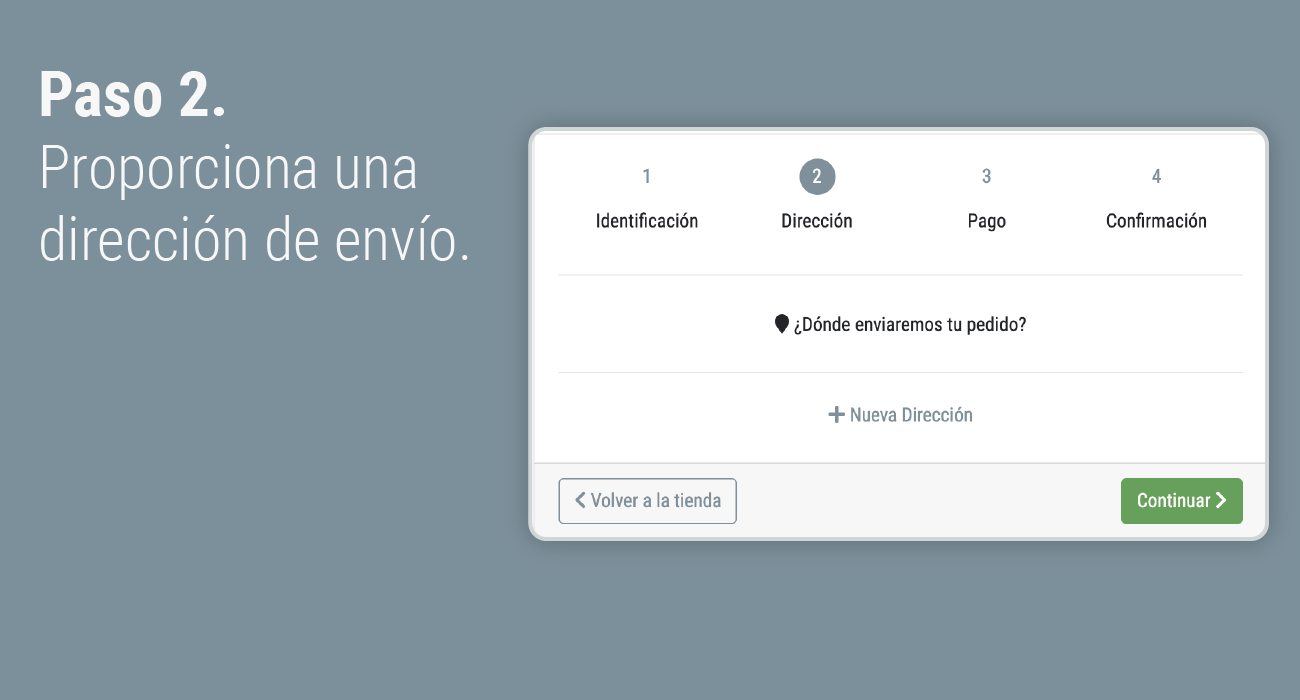 Paso 2.
Proporciona una
dirección de envío.
1 2 3 4
Identificación Dirección Pago Confirmación
¿Dónde enviaremos tu pedido?
Nueva Dirección
Volver a la tienda Continuar